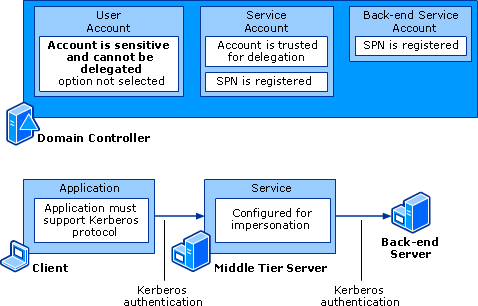 User
Account
Account is sensitive
and cannot be
delegated
option not selected
Service
Account
Account is trusted
for delegation
SPN is registered
Back-end Service
Account
SPN is registered
Domain Controller
Application
Application must
support Kerberos
protocol
Client
Service
Configured for
impersonation
Middle Tier Server
Back-end
Server
Kerberos
authentication
Kerberos
authentication